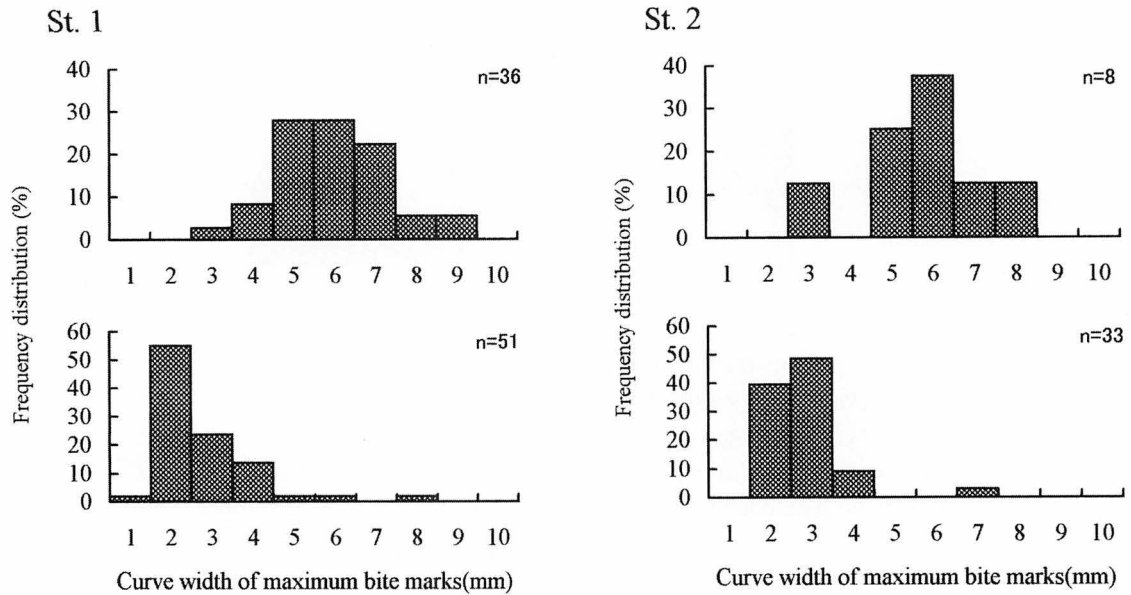 St. 1
n=36
40
30
20
10
0
1 2 3 4 5 6 7 8 9 10
n=51
60
50
40
30
20
10
0
1 2 3 4 5 6 7 8 9 10
Frequency distribution (%)
Curve width of maximum bite marks(mm)
St. 2
n=8
40
30
20
10
0
1 2 3 4 5 6 7 8 9 10
n=33
60
50
40
30
20
10
0
1 2 3 4 5 6 7 8 9 10
Frequency distribution (%)
Curve width of maximum bite marks(mm)